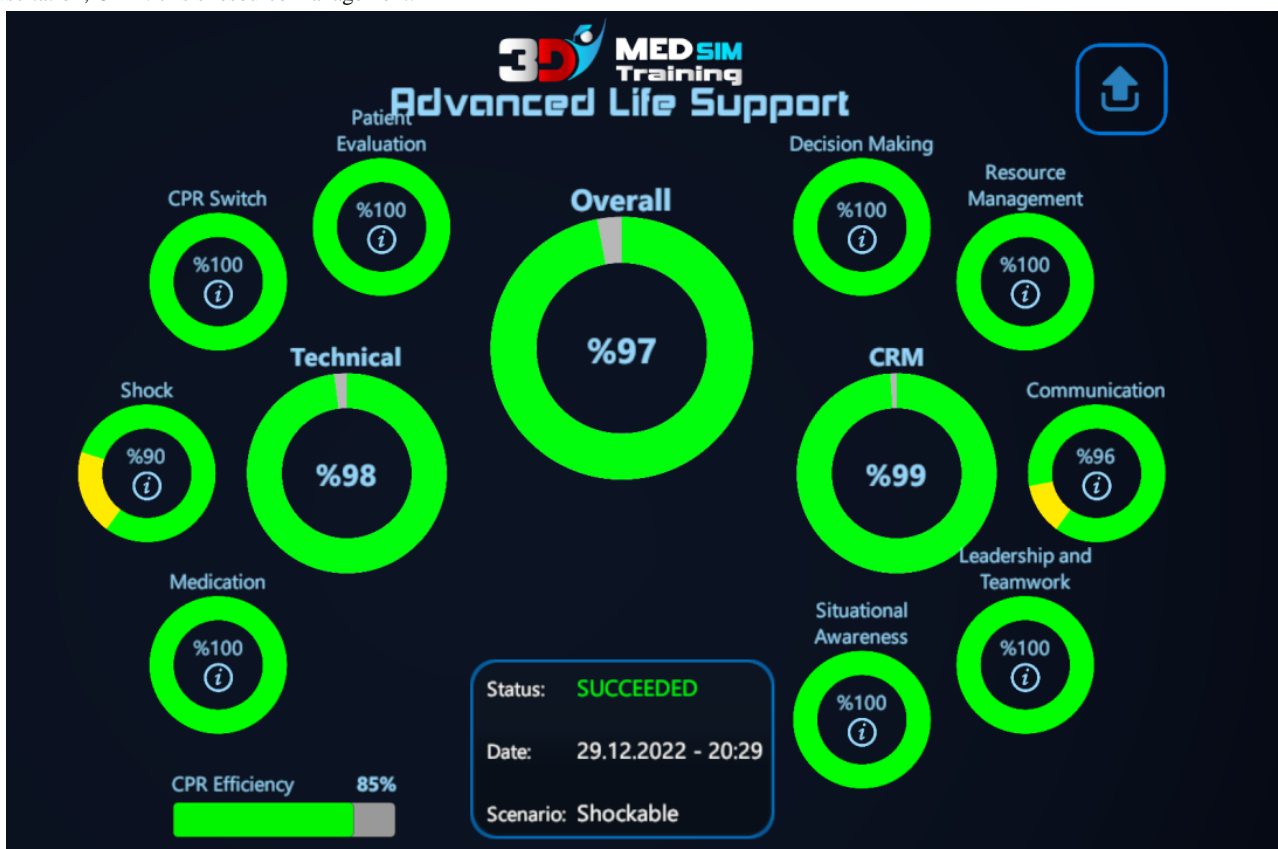 3D MED SIM
Training
Advanced Life Support
Patient
Evaluation
%100
CPR Switch
%100
Overall
%97
Decision Making
%100
Resource
Management
%100
Technical
%98
CRM
%99
Shock
%90
Communication
%96
Medication
%100
Leadership and
Teamwork
%100
Situational
Awareness
%100
CPR Efficiency 85%
Status: SUCCEEDED
Date: 29.12.2022 - 20:29
Scenario: Shockable